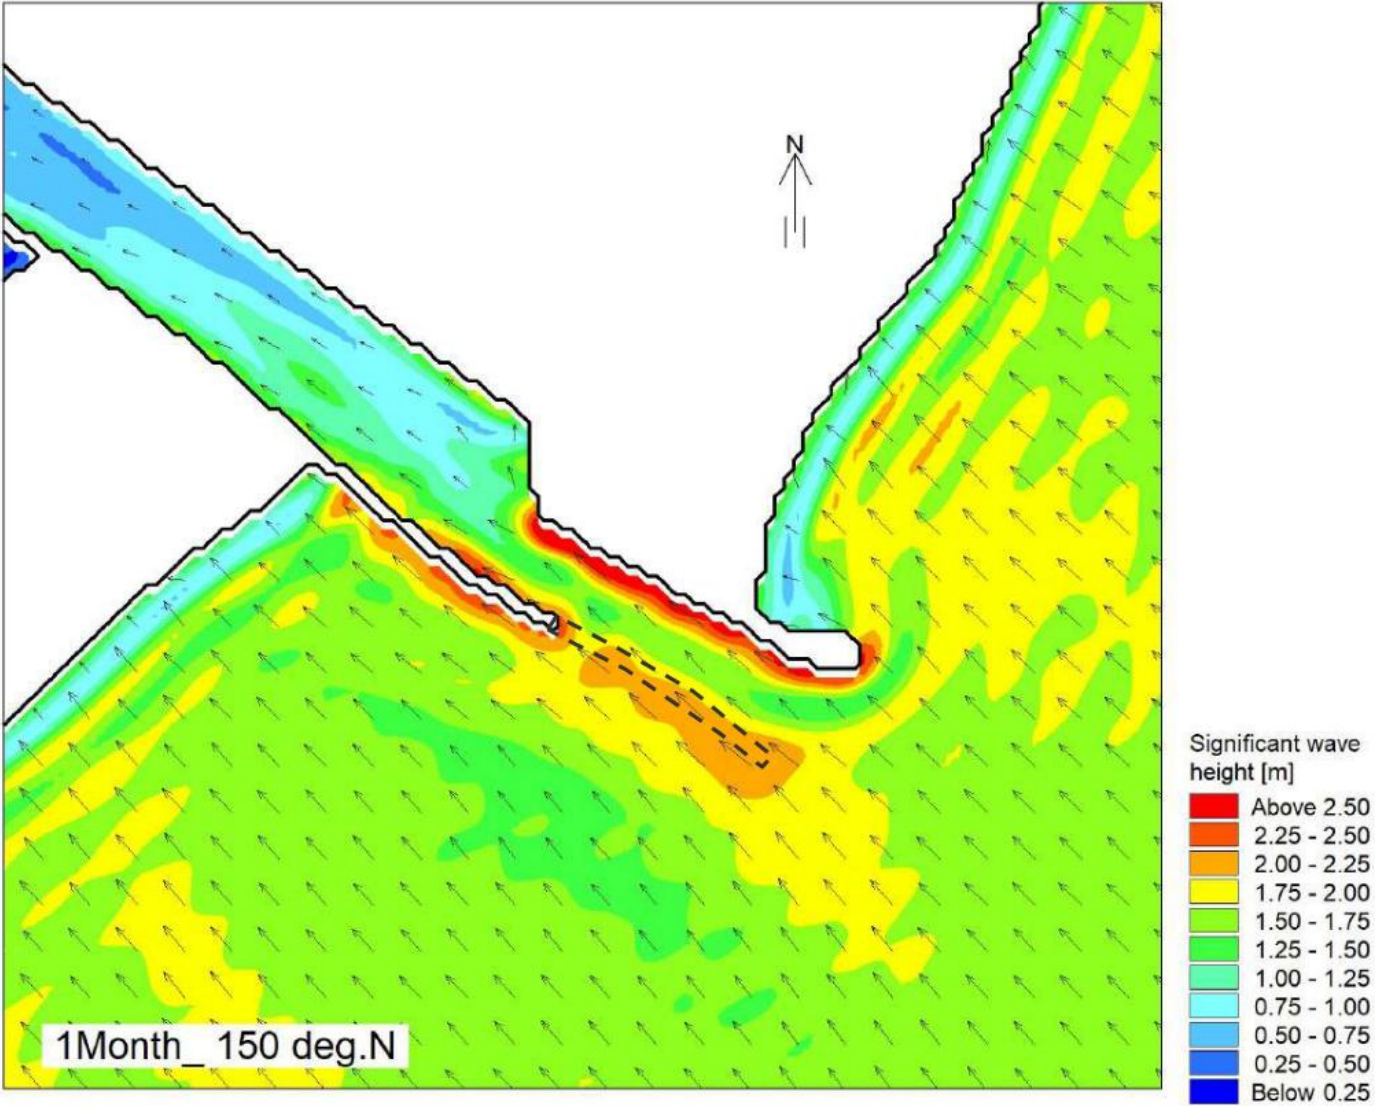 N
Significant wave
height [m]
Above 2.50
2.25 - 2.50
2.00 - 2.25
1.75 - 2.00
1.50 - 1.75
1.25 - 1.50
1.00 - 1.25
0.75 - 1.00
0.50 - 0.75
0.25 - 0.50
Below 0.25
1Month_ 150 deg.N